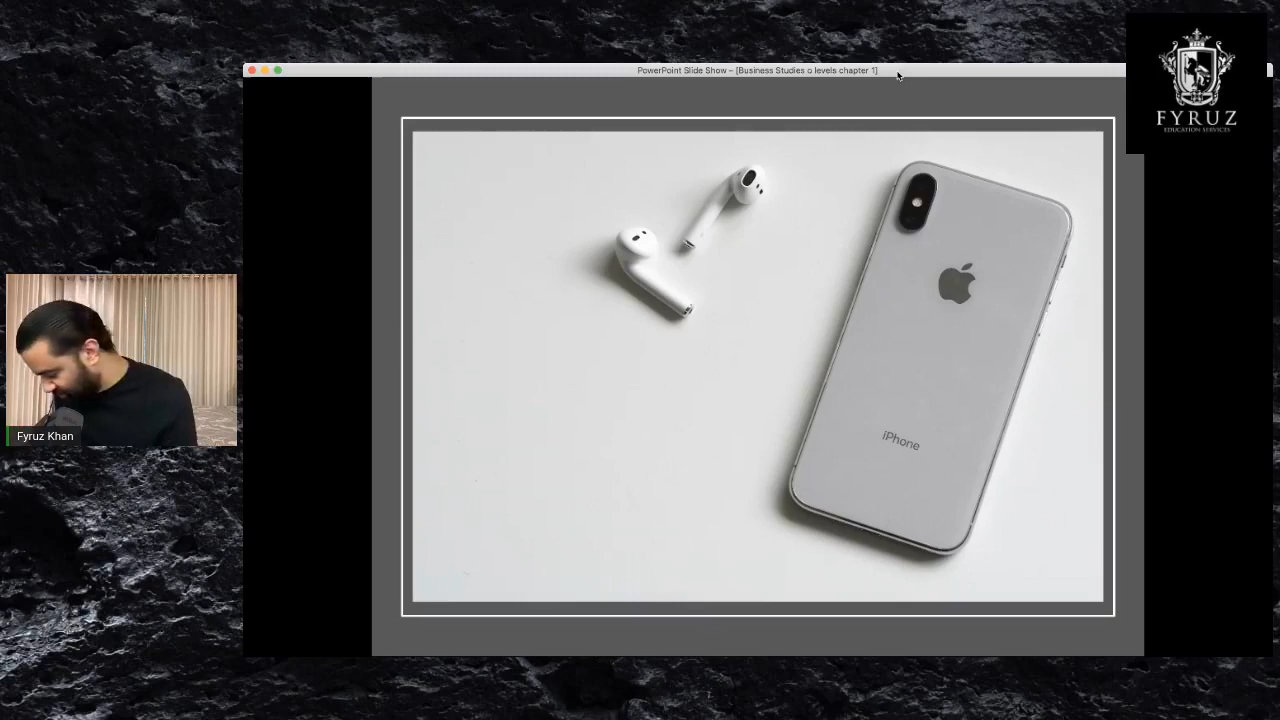 PowerPoint Slide Show – [Business Studies o levels chapter 1]
FYRUZ
EDUCATION SERVICES
iPhone
Fyruz Khan